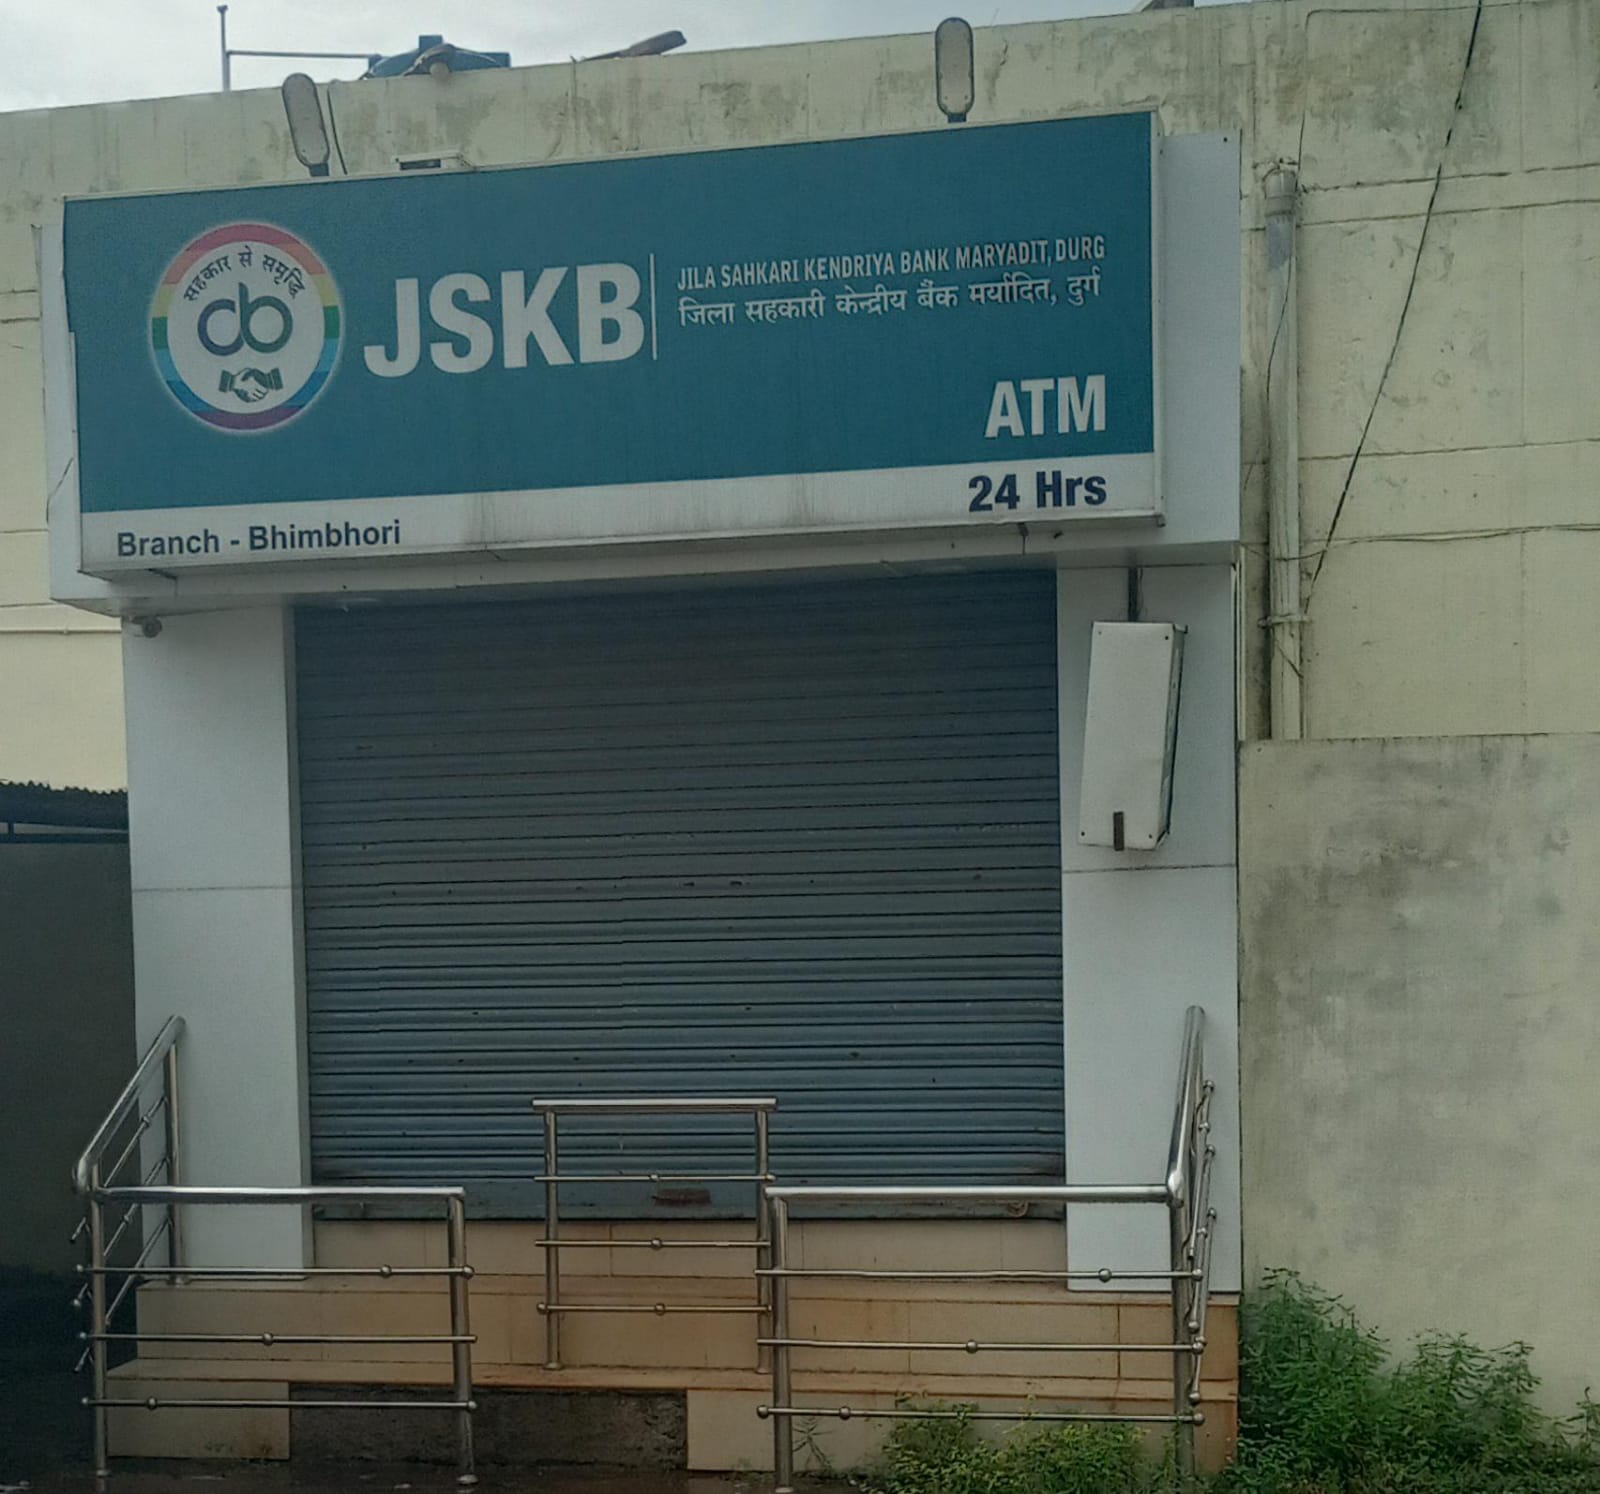 सहकार से समृद्धि
cb
JSKB
JILA SAHKARI KENDRIYA BANK MARYADIT, DURG
जिला सहकारी केन्द्रीय बैंक मर्यादित, दुर्ग
ATM
24 Hrs
Branch - Bhimbhori